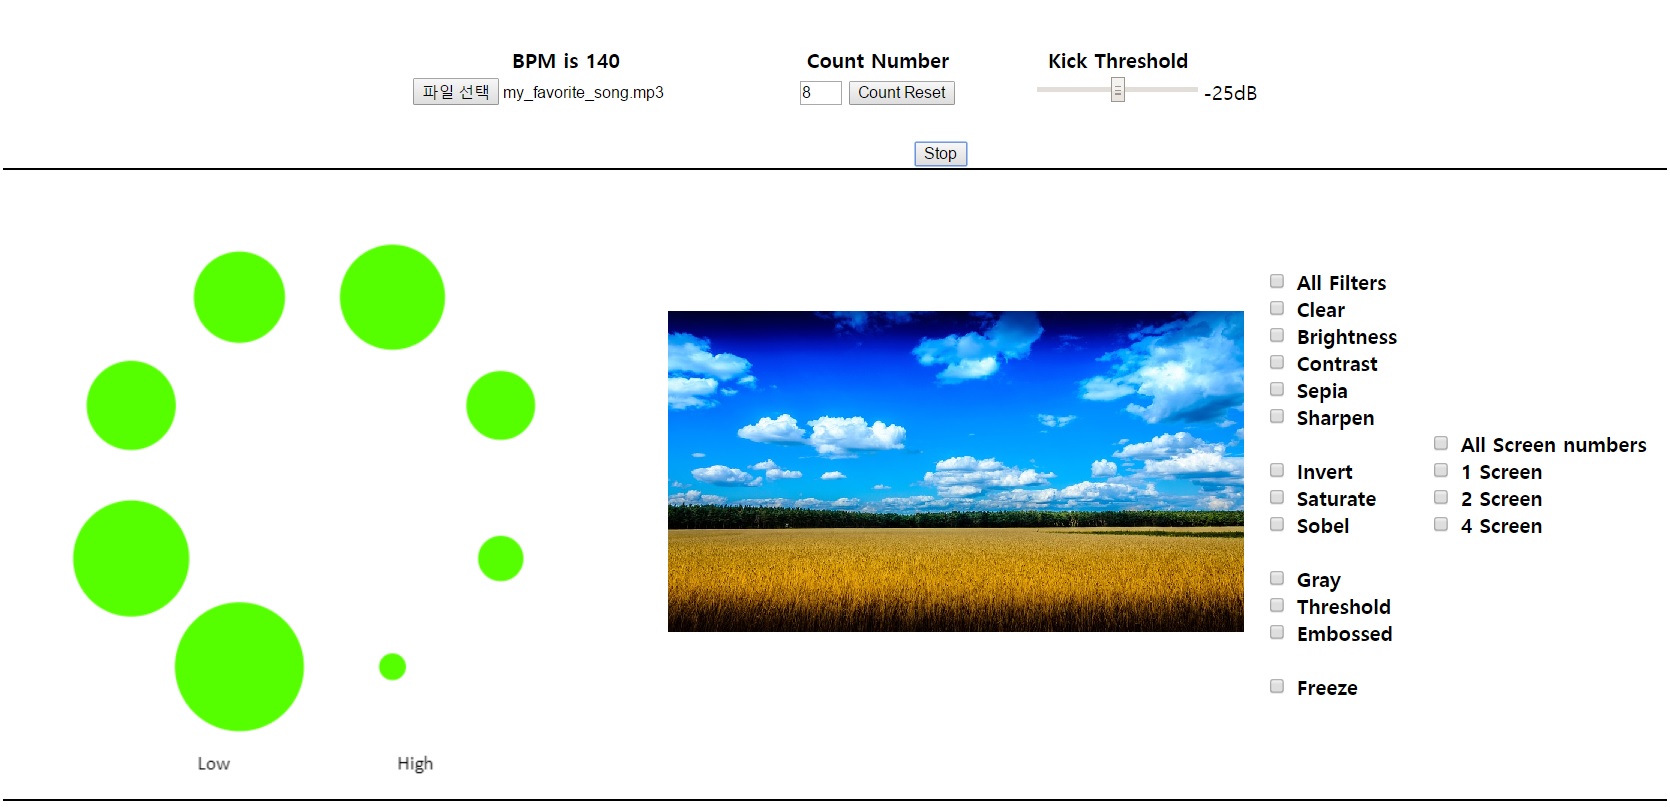 BPM is 140
파일 선택 my_favorite_song.mp3
Count Number
8 Count Reset
Kick Threshold
-25dB
Stop
Low High
All Filters
Clear
Brightness
Contrast
Sepia
Sharpen
Invert
Saturate
Sobel
Gray
Threshold
Embossed
Freeze
All Screen numbers
1 Screen
2 Screen
4 Screen